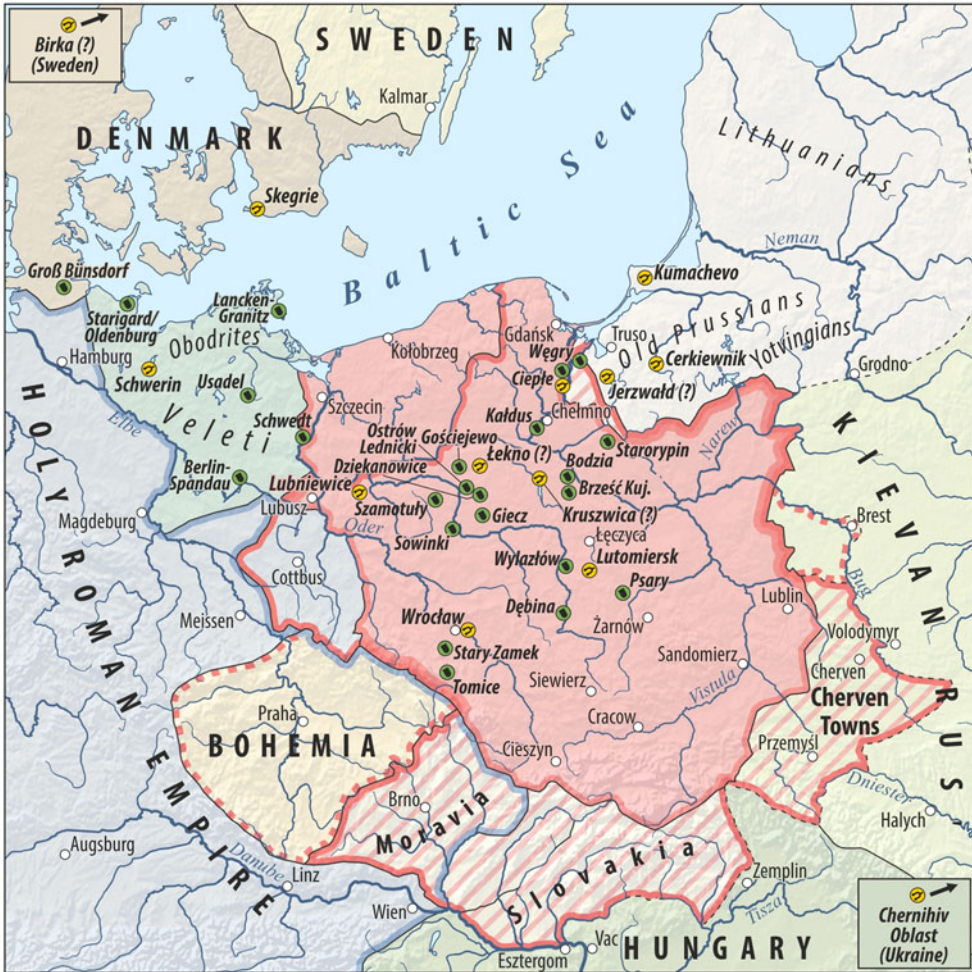 Birka (?)
(Sweden)
SWEDEN
Kalmar
DENMARK
Baltic Sea
Lithuanians
Skegrie
Neman
Groß Bünsdorf
Kumachevo
Starigard/
Oldenburg
Lancken-
Granitz
Gdańsk
Truso
Old Prussians
Obodrites
Kołobrzeg
Węgry
Yotvingians
Hamburg
Cerkiewnik
Grodno
Schwerin
Ciepłe
Jerzwałd (?)
Usadel
Szczecin
Chełmno
HOLY ROMAN EMPIRE
Elbe
Veleti
Schwedt
Kałdus
Narew
KIEVAN RUS'
Ostrów
Lednicki
Gościejewo
Starorypin
Dziekanowice
Łekno (?)
Bodzia
Berlin-
Spandau
Lubniewice
Brześć Kuj.
Magdeburg
Lubusz
Szamotuły
Giecz
Kruszwica (?)
Brest
Oder
Sowinki
Łęczyca
Lutomiersk
Bug
Cottbus
Wylazłów
Psary
Meissen
Wrocław
Dębina
Żarnów
Lublin
Volodymyr
Stary Zamek
Sandomierz
Cherven
Tomice
Siewierz
Vistula
Cherven
Towns
Praha
BOHEMIA
Cracow
Przemyśl
Cieszyn
Dniester
Brno
Moravia
Halych
Augsburg
Danube
Linz
Slovakia
Zemplin
Wien
Tisza
Chernihiv
Oblast
(Ukraine)
Vac
Esztergom
HUNGARY